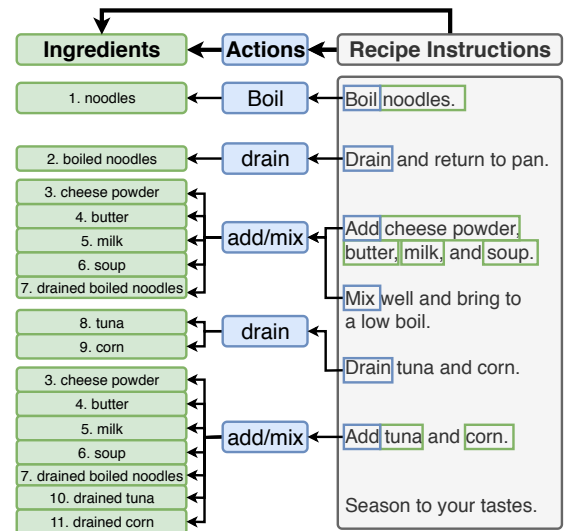 Ingredients
Actions
Recipe Instructions
1. noodles
Boil
Boil noodles.
2. boiled noodles
drain
Drain and return to pan.
3. cheese powder
4. butter
5. milk
6. soup
7. drained boiled noodles
add/mix
Add cheese powder,
butter, milk, and soup.
Mix well and bring to
a low boil.
8. tuna
9. corn
drain
Drain tuna and corn.
3. cheese powder
4. butter
5. milk
6. soup
7. drained boiled noodles
10. drained tuna
11. drained corn
add/mix
Add tuna and corn.
Season to your tastes.